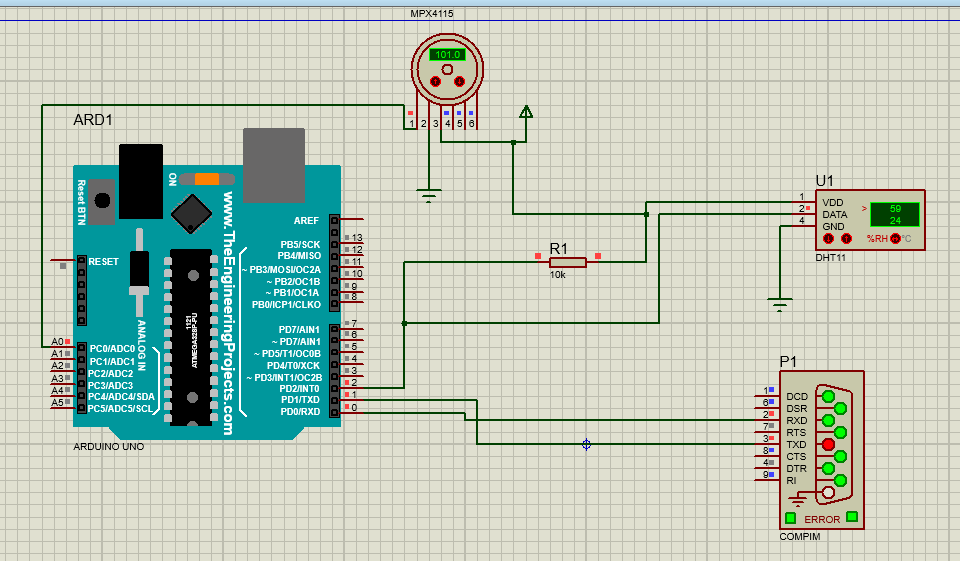 MPX4115
101.0
1 2 3 4 5 6
ARD1
ARDUINO UNO
Reset BTN
ON
ANALOG IN
1121
ATMEGA328P-PU
www.TheEngineeringProjects.com
RESET
A0 PC0/ADC0
A1 PC1/ADC1
A2 PC2/ADC2
A3 PC3/ADC3
A4 PC4/ADC4/SDA
A5 PC5/ADC5/SCL
AREF
PB5/SCK 13
PB4/MISO 12
~ PB3/MOSI/OC2A 11
~ PB2/OC1B 10
~ PB1/OC1A 9
PB0/ICP1/CLKO 8
PD7/AIN1 7
~ PD7/AIN1 6
~ PD5/T1/OC0B 5
PD4/T0/XCK 4
~ PD3/INT1/OC2B 3
PD2/INT0 2
PD1/TXD 1
PD0/RXD 0
R1
10k
U1
1 VDD
2 DATA
4 GND
> 59
24
%RH °C
DHT11
P1
1 DCD
6 DSR
2 RXD
7 RTS
3 TXD
8 CTS
4 DTR
9 RI
ERROR
COMPIM